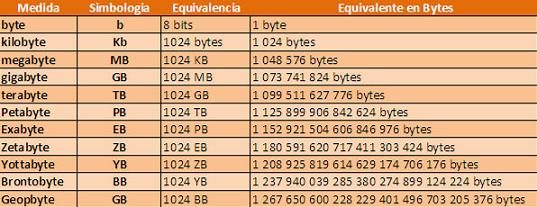 Medida Simbologia Equivalencia Equivalente en Bytes
byte b 8 bits 1 byte
kilobyte Kb 1024 bytes 1 024 bytes
megabyte MB 1024 KB 1 048 576 bytes
gigabyte GB 1024 MB 1 073 741 824 bytes
terabyte TB 1024 GB 1 099 511 627 776 bytes
Petabyte PB 1024 TB 1 125 899 906 842 624 bytes
Exabyte EB 1024 PB 1 152 921 504 606 846 976 bytes
Zetabyte ZB 1024 EB 1 180 591 620 717 411 303 424 bytes
Yottabyte YB 1024 ZB 1 208 925 819 614 629 174 706 176 bytes
Brontobyte BB 1024 YB 1 237 940 039 285 380 274 899 124 224 bytes
Geopbyte GB 1024 BB 1 267 650 600 228 229 401 496 703 205 376 bytes